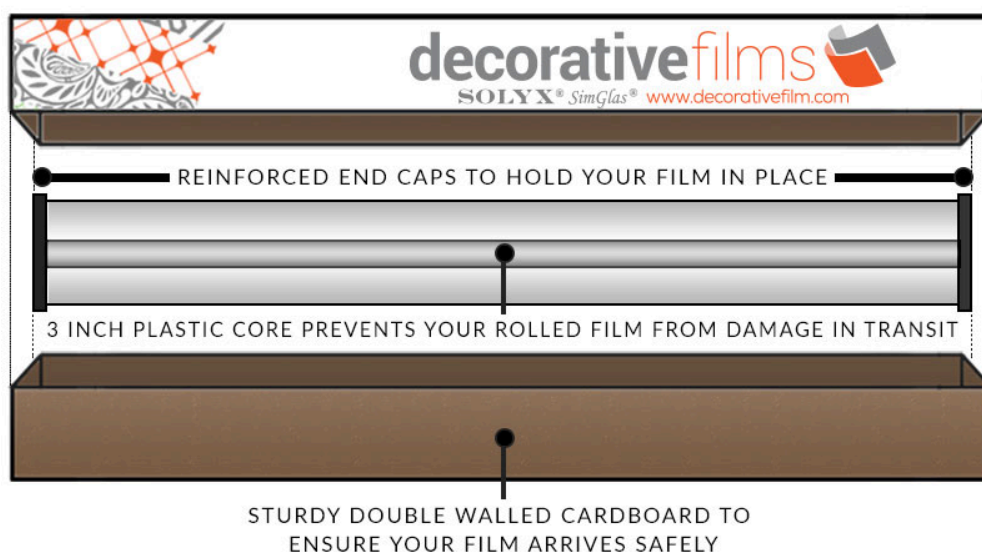 decorativefilms
SOLYX® SimGlas® www.decorativefilm.com
REINFORCED END CAPS TO HOLD YOUR FILM IN PLACE
3 INCH PLASTIC CORE PREVENTS YOUR ROLLED FILM FROM DAMAGE IN TRANSIT
STURDY DOUBLE WALLED CARDBOARD TO
ENSURE YOUR FILM ARRIVES SAFELY